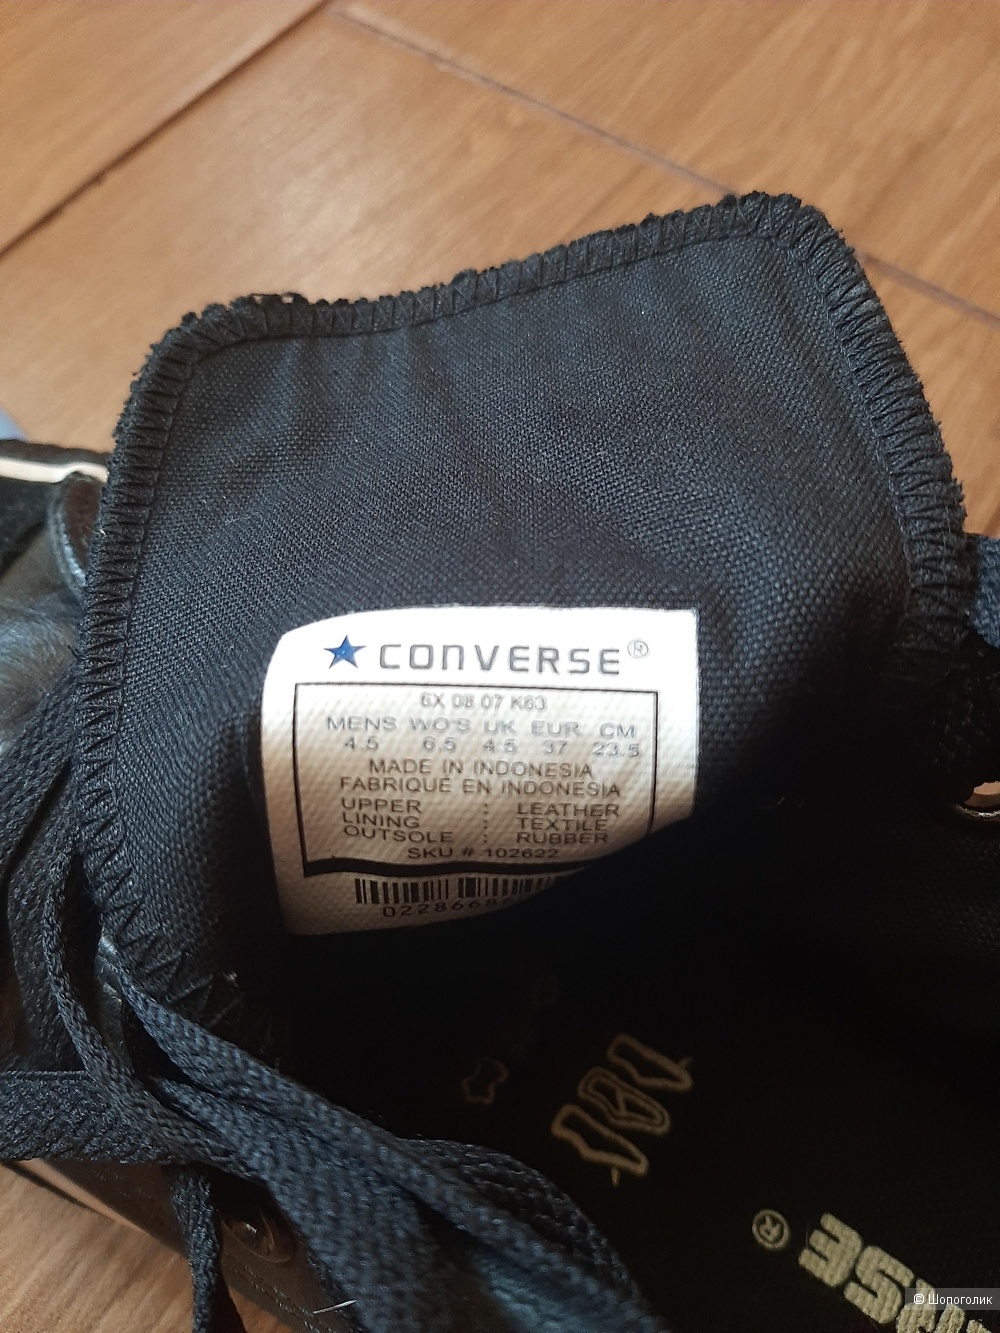 CONVERSE®
6X 08 07 K63
MENS WO'S UK EUR CM
4.5 6.5 4.5 37 23.5
MADE IN INDONESIA
FABRIQUE EN INDONESIA
UPPER : LEATHER
LINING : TEXTILE
OUTSOLE : RUBBER
SKU # 102622
®
© Шопоголик